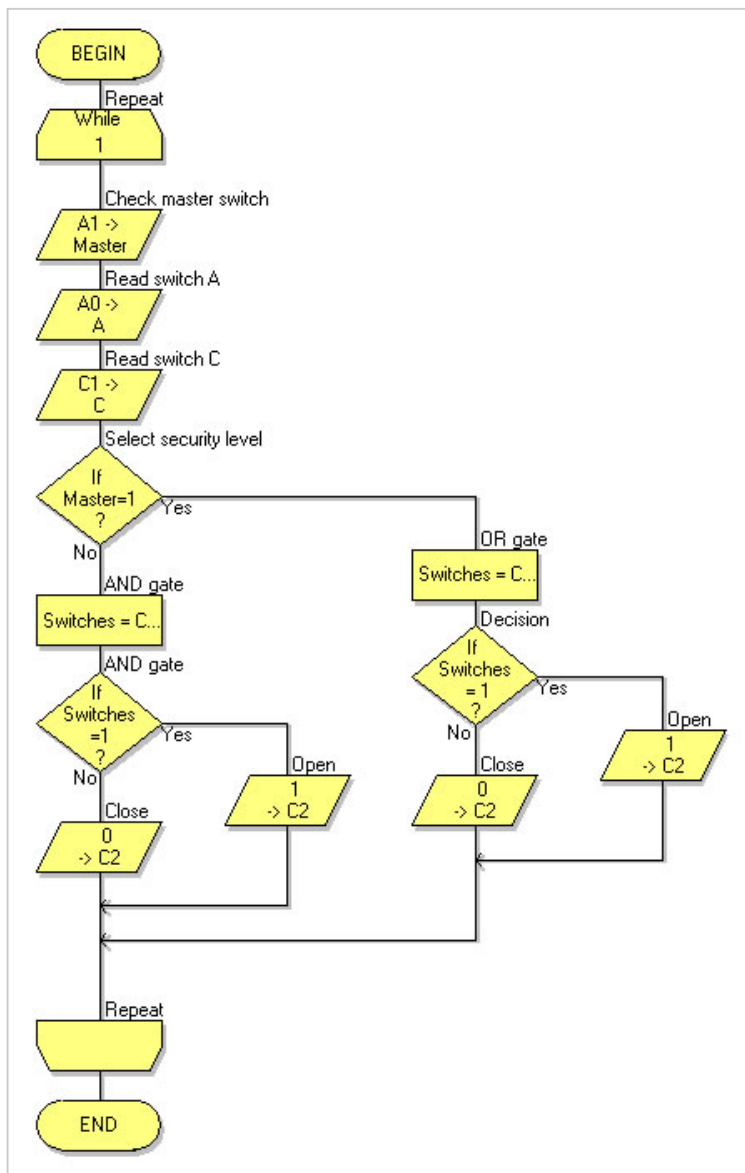 BEGIN
Repeat
While
1
Check master switch
A1 ->
Master
Read switch A
A0 ->
A
Read switch C
C1 ->
C
Select security level
If
Master=1
?
Yes
No
AND gate
Switches = C...
AND gate
If
Switches
=1
?
Yes
No
Open
1
-> C2
Close
0
-> C2
OR gate
Switches = C...
Decision
If
Switches
= 1
?
Yes
No
Open
1
-> C2
Close
0
-> C2
Repeat
END